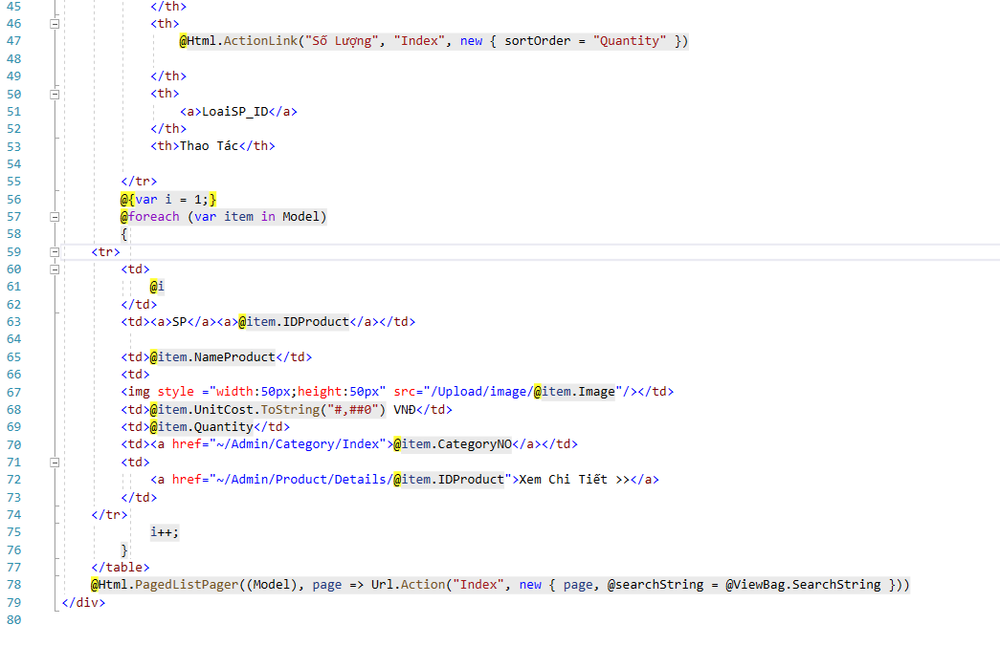 45 </th>
46 <th>
47 @Html.ActionLink("Số Lượng", "Index", new { sortOrder = "Quantity" })
48
49 </th>
50 <th>
51 <a>LoaiSP_ID</a>
52 </th>
53 <th>Thao Tác</th>
54
55 </tr>
56 @{var i = 1;}
57 @foreach (var item in Model)
58 {
59 <tr>
60 <td>
61 @i
62 </td>
63 <td><a>SP</a><a>@item.IDProduct</a></td>
64
65 <td>@item.NameProduct</td>
66 <td>
67 <img style ="width:50px;height:50px" src="/Upload/image/@item.Image"/></td>
68 <td>@item.UnitCost.ToString("#,##0") VNĐ</td>
69 <td>@item.Quantity</td>
70 <td><a href="~/Admin/Category/Index">@item.CategoryNO</a></td>
71 <td>
72 <a href="~/Admin/Product/Details/@item.IDProduct">Xem Chi Tiết >></a>
73 </td>
74 </tr>
75 i++;
76 }
77 </table>
78 @Html.PagedListPager((Model), page => Url.Action("Index", new { page, @searchString = @ViewBag.SearchString }))
79 </div>
80